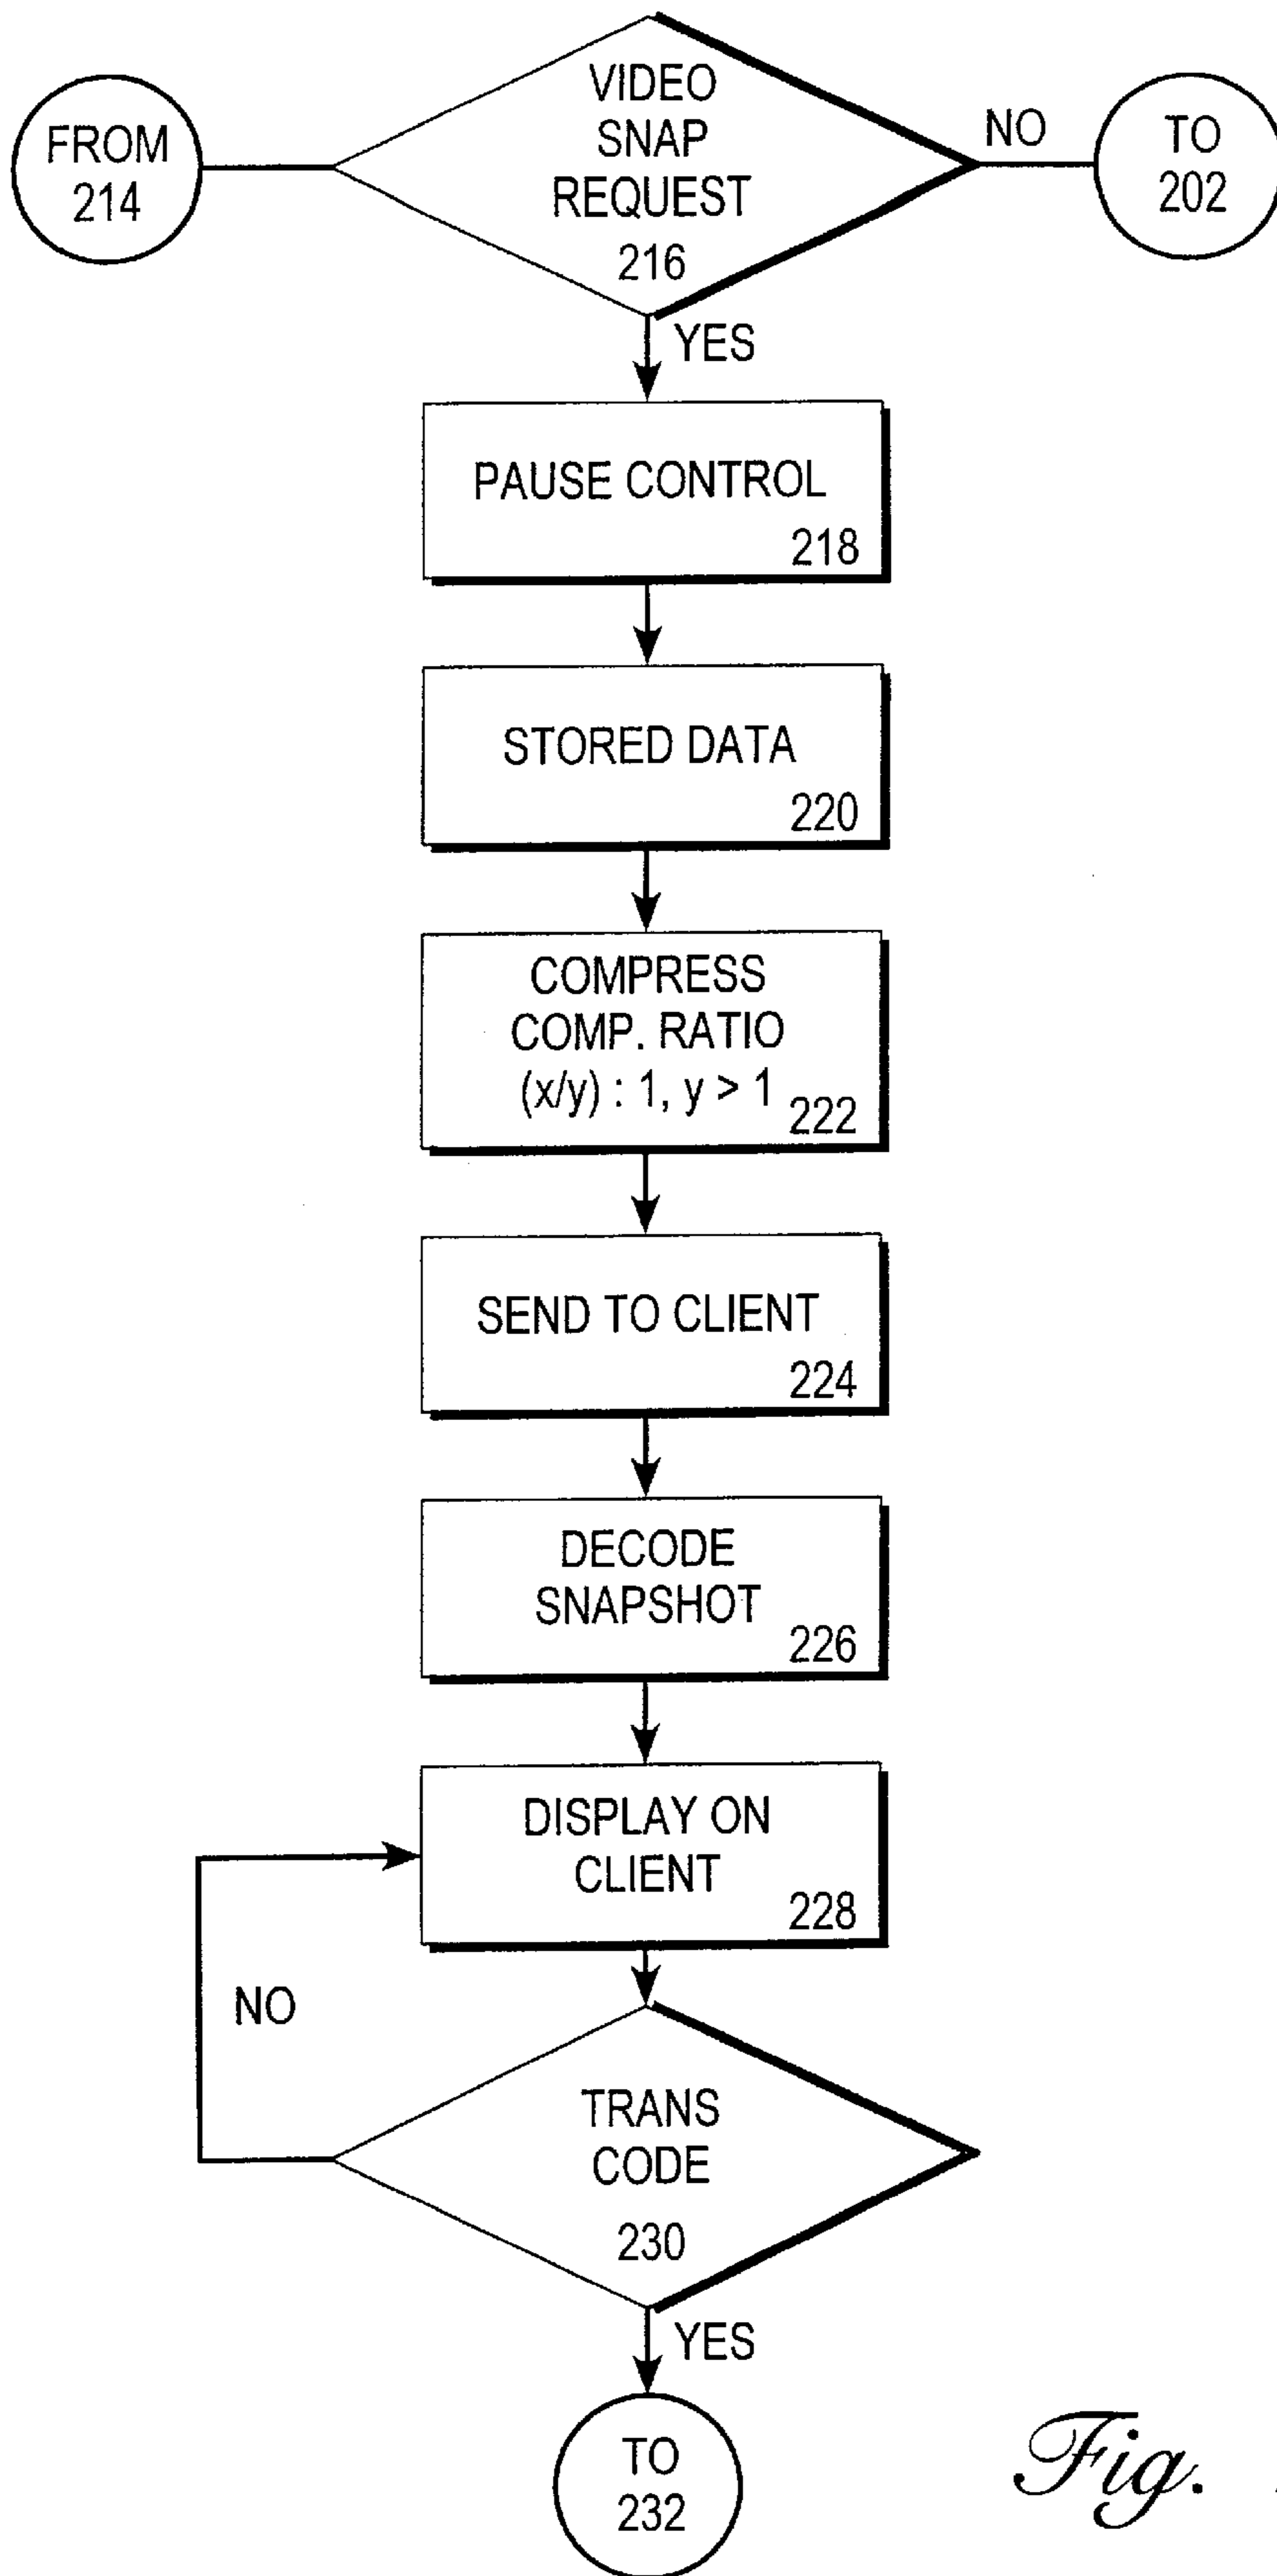 FROM
214
VIDEO
SNAP
REQUEST
216
NO
TO
202
YES
PAUSE CONTROL
218
STORED DATA
220
COMPRESS
COMP. RATIO
(x/y) : 1, y > 1
222
SEND TO CLIENT
224
DECODE
SNAPSHOT
226
DISPLAY ON
CLIENT
228
NO
TRANS
CODE
230
YES
TO
232
Fig.